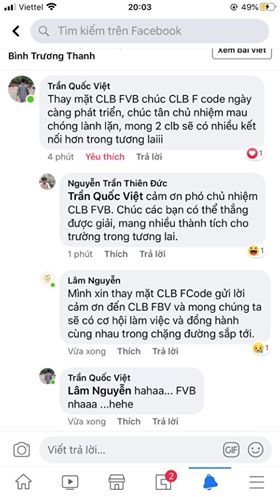 Viettel
20:03
Tìm kiếm trên Facebook
Bình Trương Thanh
Xem bài viết
Trần Quốc Việt
Thay mặt CLB FVB chúc CLB F code ngày
càng phát triển, chúc tân chủ nhiệm mau
chóng lành lặn, mong 2 clb sẽ có nhiều kết
nối hơn trong tương laiii
4 phút Yêu thích Trả lời 1
Nguyễn Trần Thiên Đức
Trần Quốc Việt cảm ơn phó chủ nhiệm
CLB FVB. Chúc các bạn có thể thắng
được giải, mang nhiều thành tích cho
trường trong tương lai.
1 phút Thích Trả lời 1
Lâm Nguyễn
Mình xin thay mặt CLB FCode gửi lời
cảm ơn đến CLB FBV và mong chúng ta
sẽ có cơ hội làm việc và đồng hành
cùng nhau trong chặng đường sắp tới.
Vừa xong Thích Trả lời 1
Trần Quốc Việt
Lâm Nguyễn hahaa... FVB
nhaaa ...hehe
Vừa xong Thích Trả lời
Viết trả lời...
GIF
2